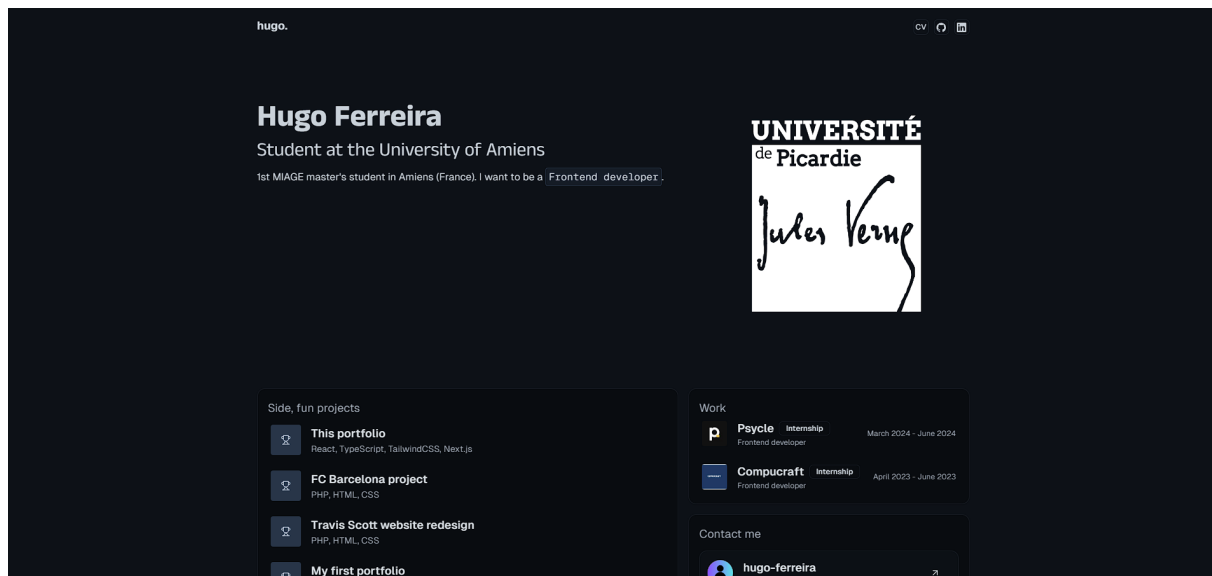 hugo.
CV
Hugo Ferreira
Student at the University of Amiens
1st MIAGE master's student in Amiens (France). I want to be a Frontend developer.
UNIVERSITÉ
de Picardie
Jules Verne
Side, fun projects
This portfolio
React, TypeScript, TailwindCSS, Next.js
FC Barcelona project
PHP, HTML, CSS
Travis Scott website redesign
PHP, HTML, CSS
My first portfolio
Work
Psycle Internship March 2024 - June 2024
Frontend developer
Compucraft Internship April 2023 - June 2023
Frontend developer
Contact me
hugo-ferreira